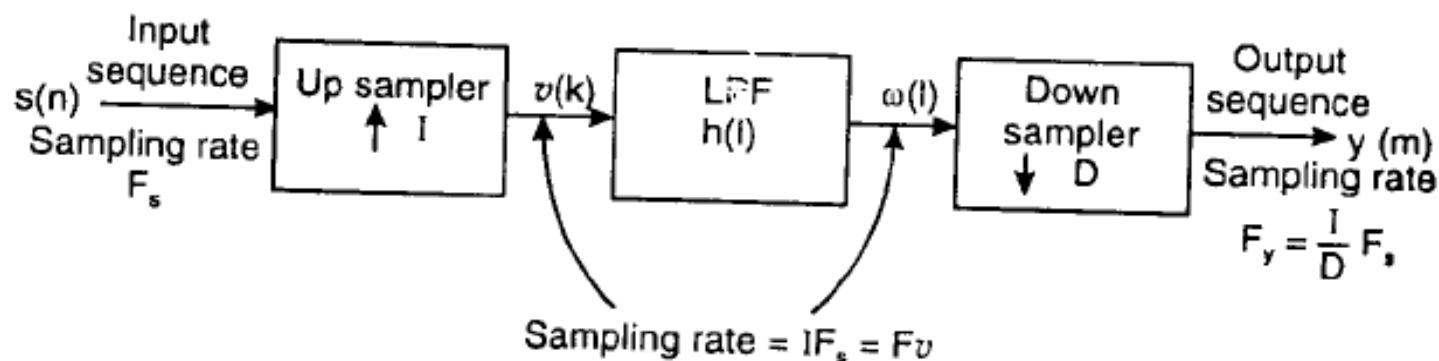 Input
sequence
s(n)
Sampling rate
F_s
Up sampler
↑ I
v(k)
LPF
h(l)
ω(l)
Down
sampler
↓ D
Output
sequence
y (m)
Sampling rate
F_y = I/D F_s
Sampling rate = IF_s = Fv